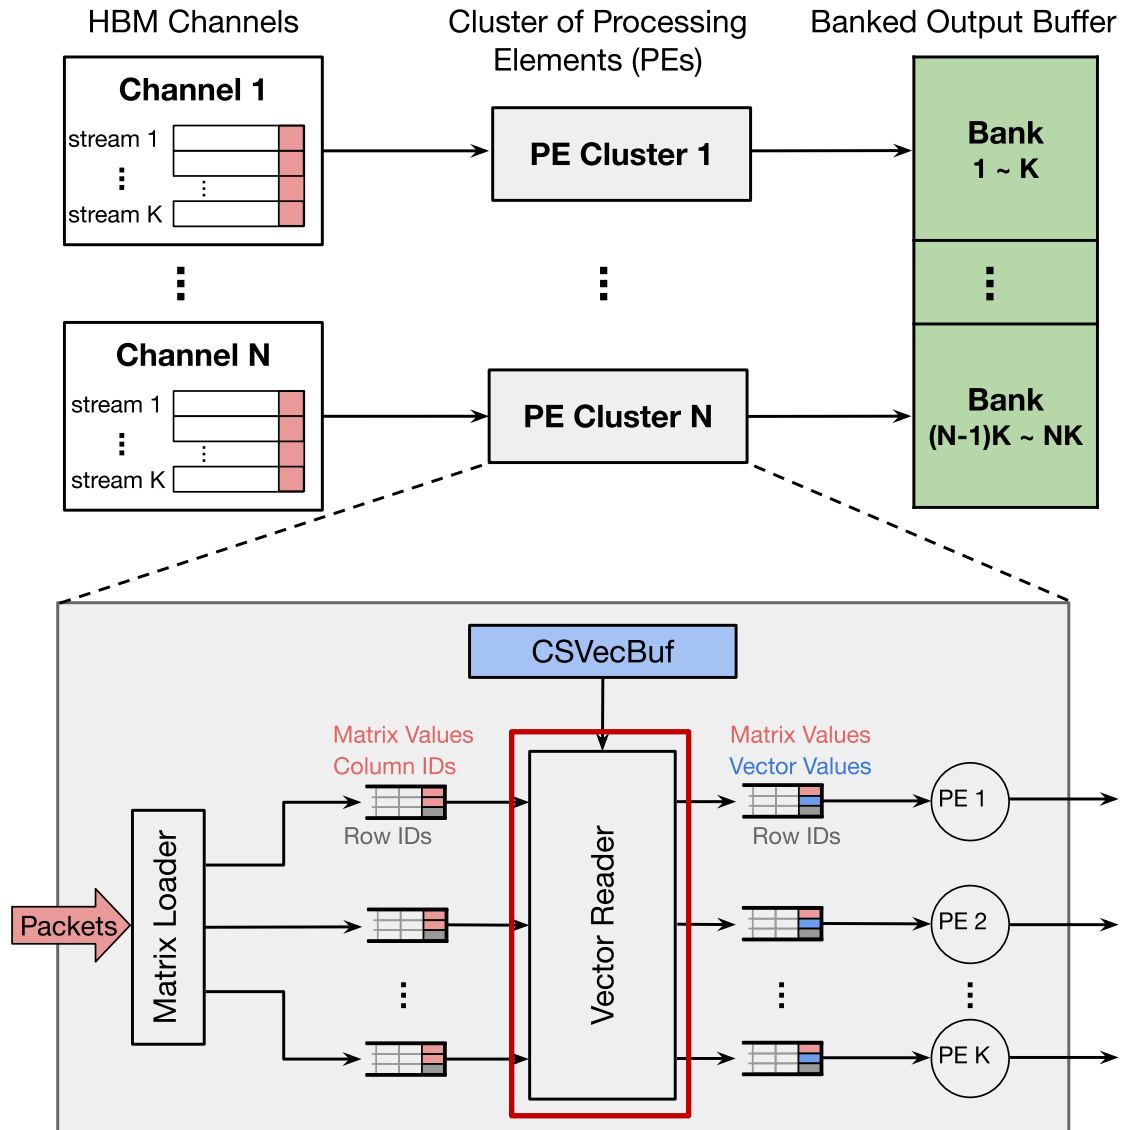 HBM Channels
Cluster of Processing
Elements (PEs)
Banked Output Buffer
Channel 1
stream 1
stream K
PE Cluster 1
Bank
1 ~ K
Channel N
stream 1
stream K
PE Cluster N
Bank
(N-1)K ~ NK
CSVecBuf
Matrix Values
Column IDs
Row IDs
Matrix Values
Vector Values
Row IDs
Packets
Matrix Loader
Vector Reader
PE 1
PE 2
PE K